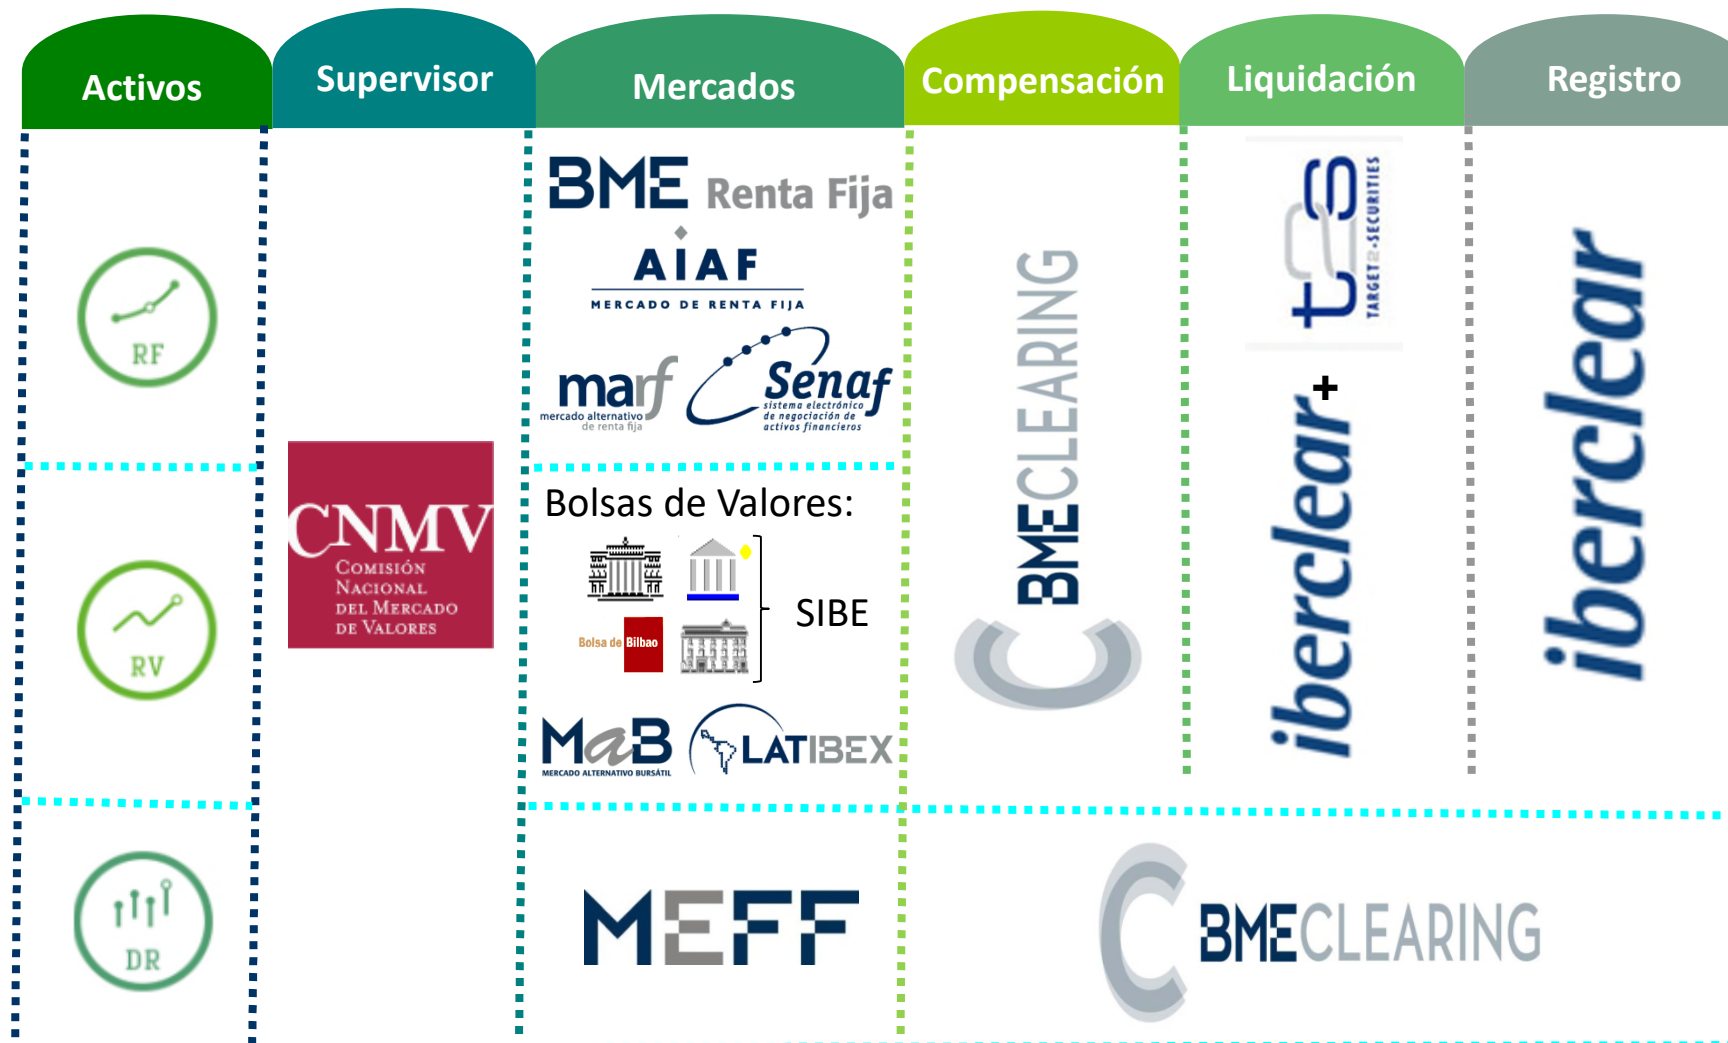 Activos
Supervisor
Mercados
Compensación
Liquidación
Registro
RF
RV
DR
CNMV
COMISIÓN
NACIONAL
DEL MERCADO
DE VALORES
BME Renta Fija
AIAF
MERCADO DE RENTA FIJA
marf
mercado alternativo
de renta fija
Senaf
sistema electrónico
de negociación de
activos financieros
Bolsas de Valores:
Bolsa de Bilbao
SIBE
MaB
MERCADO ALTERNATIVO BURSÁTIL
LATIBEX
MEFF
BMECLEARING
t2s
TARGET2-SECURITIES
+
iberclear
iberclear
BMECLEARING